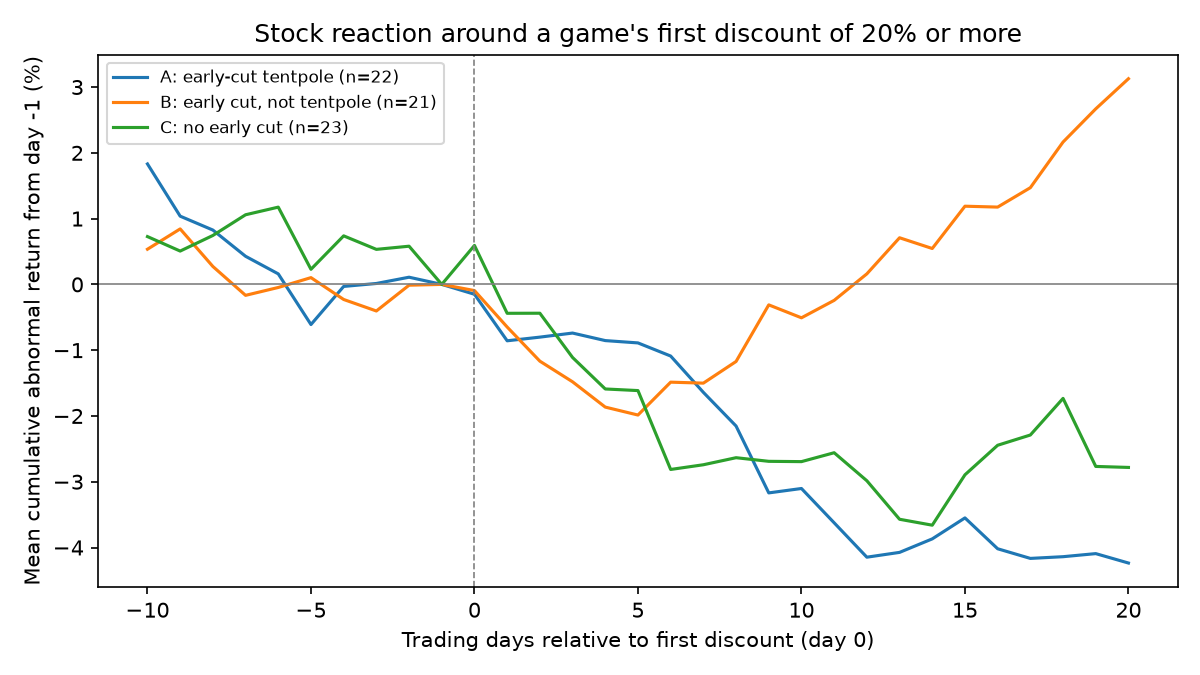 Stock reaction around a game's first discount of 20% or more
Mean cumulative abnormal return from day -1 (%)
A: early-cut tentpole (n=22)
B: early cut, not tentpole (n=21)
C: no early cut (n=23)
3
2
1
0
−1
−2
−3
−4
−10
−5
0
5
10
15
20
Trading days relative to first discount (day 0)